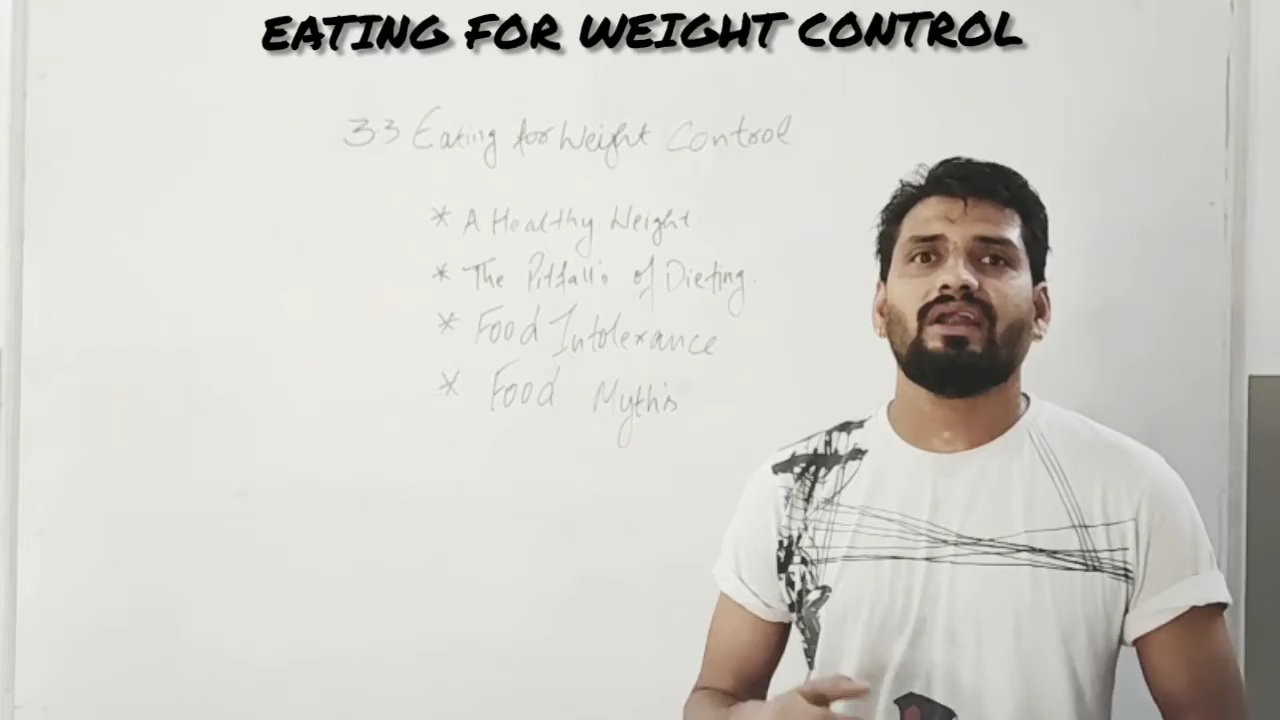 EATING FOR WEIGHT CONTROL
3.3 Eating for Weight Control
* A Healthy Weight.
* The Pitfall's of Dieting.
* Food Intolerance
* Food Myths